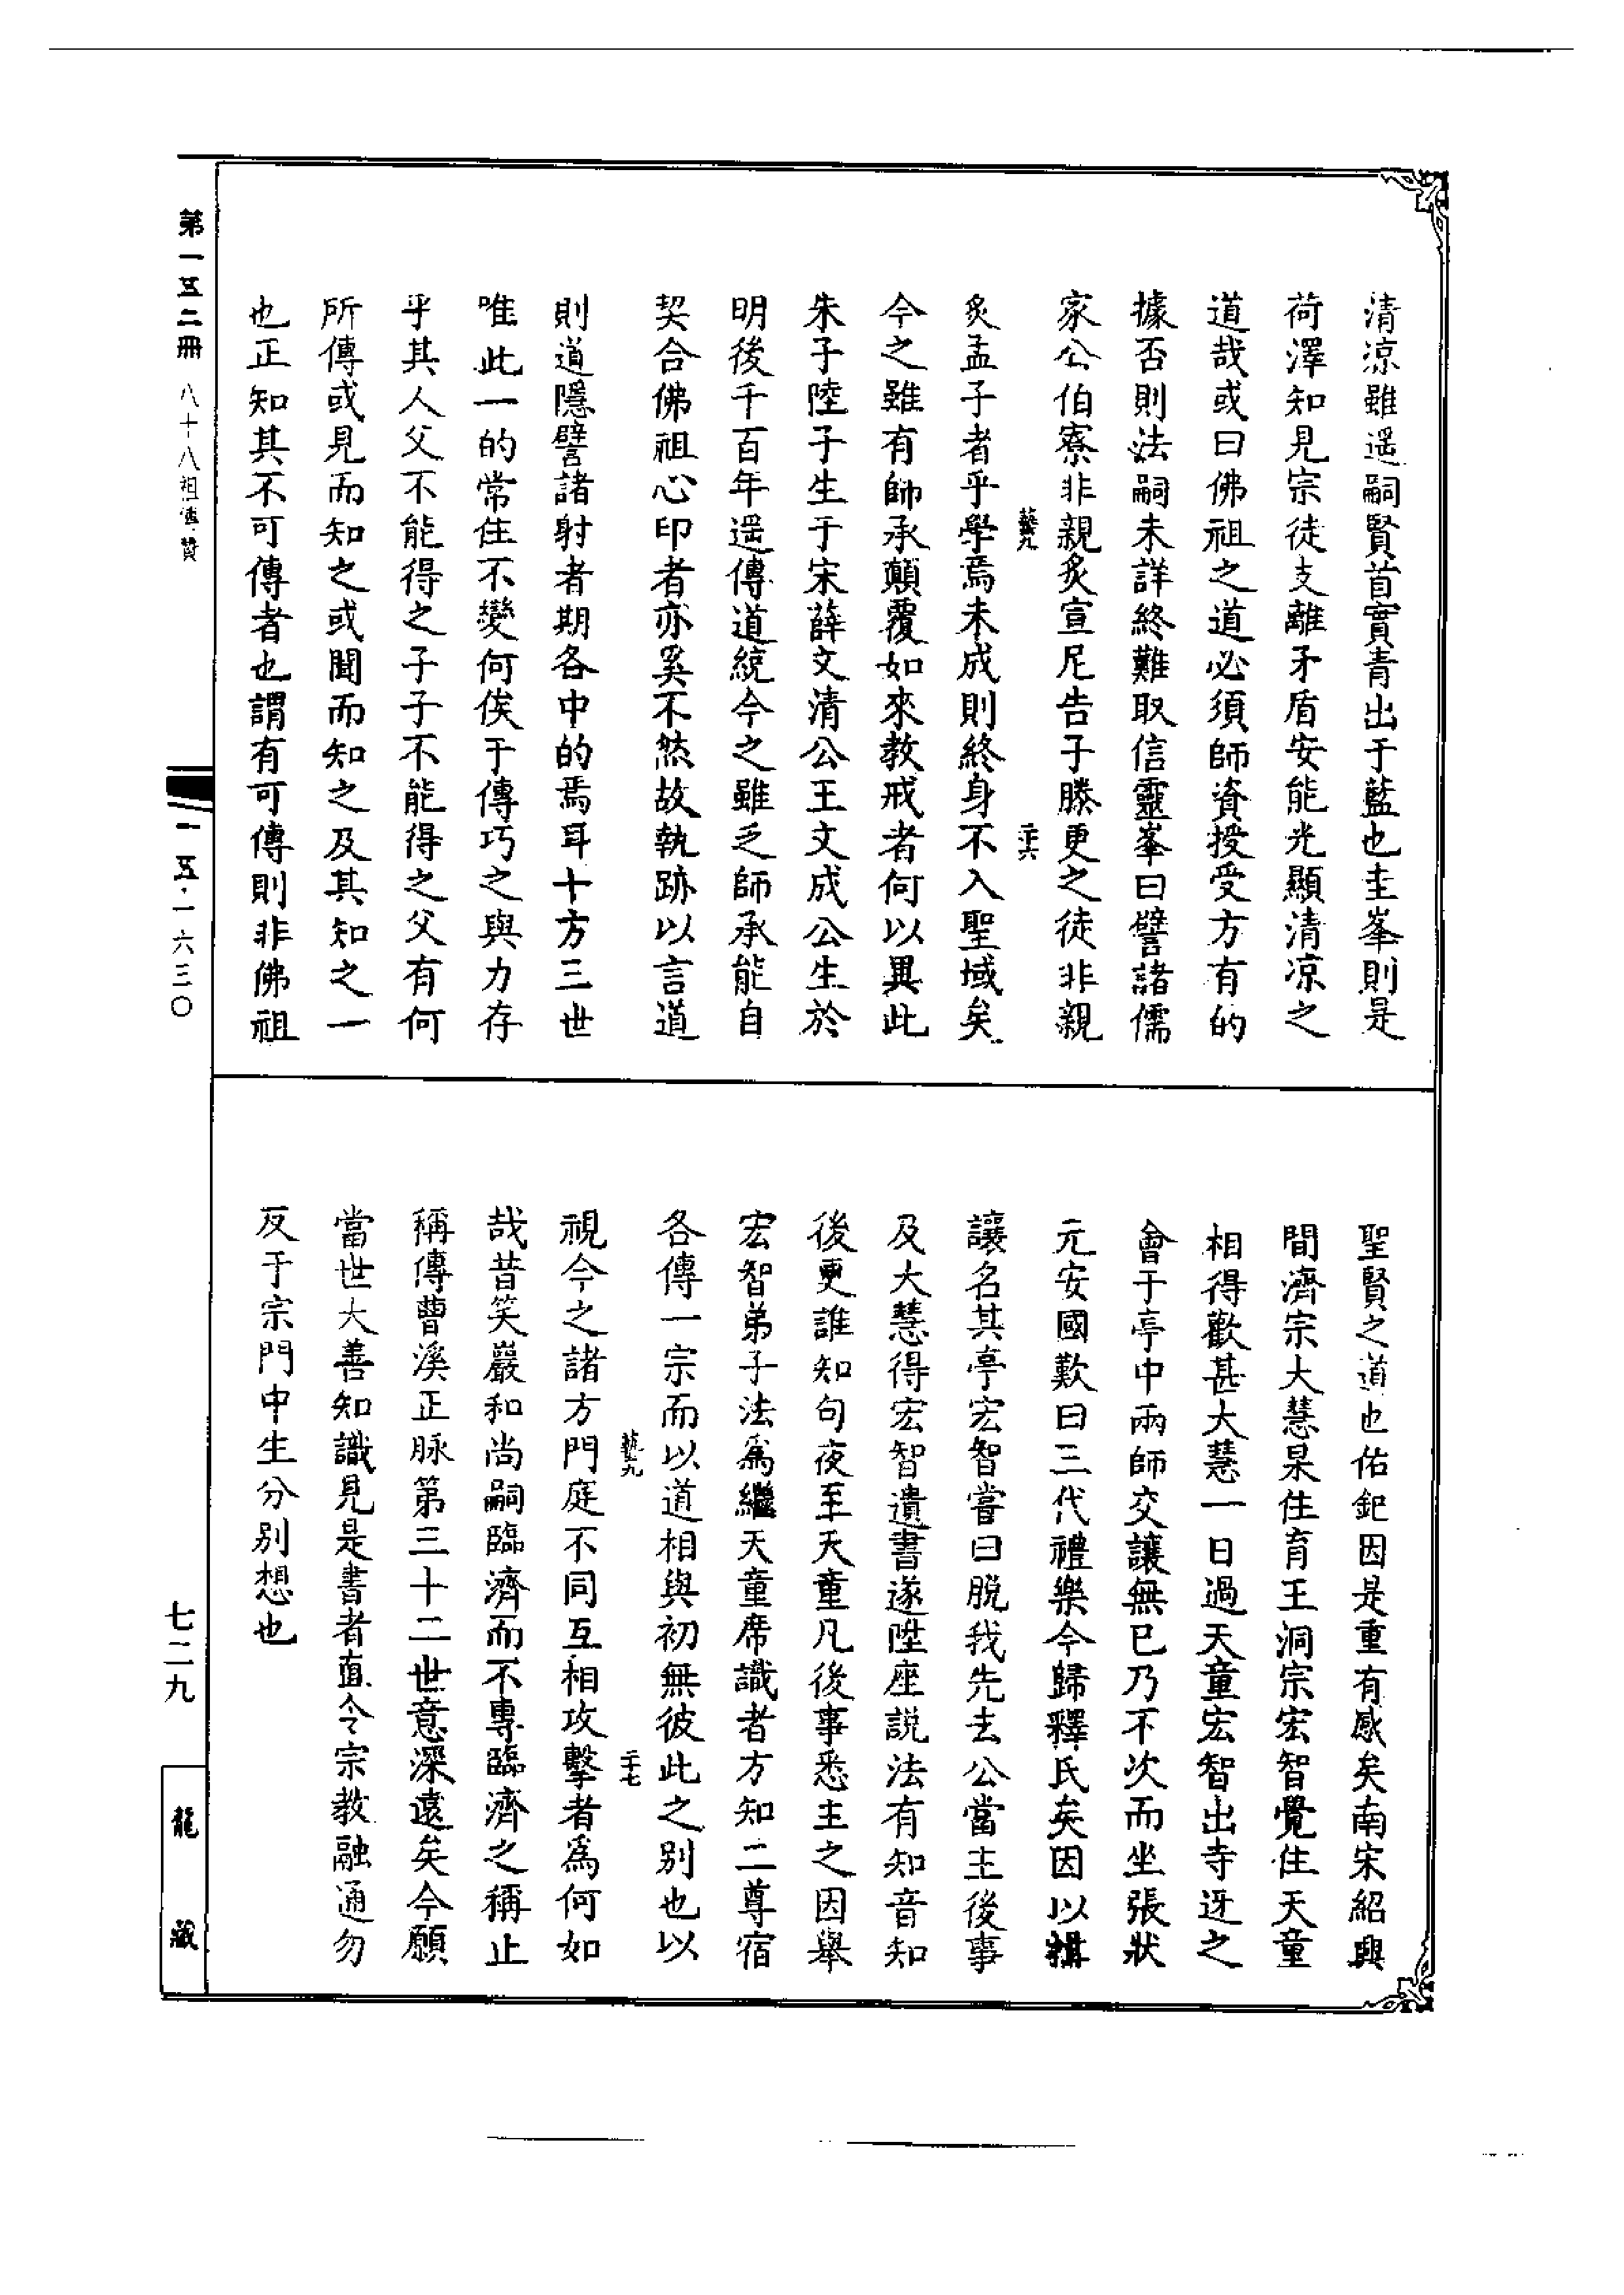 清凉雖遥嗣賢首實青出于藍也圭峯則是
荷澤知見宗徒支離矛盾安能光顯清凉之
道哉或曰佛祖之道必須師資授受方有的
據否則法嗣未詳終難取信靈峯曰譬諸儒
家公伯寮非親炙宣尼告子滕更之徒非親
藝九
二十六
炙孟子者乎學焉未成則終身不入聖域矣
今之雖有師承顛覆如來教戒者何以異此
朱子陸子生于宋薛文清公王文成公生於
明後千百年遥傳道統今之雖乏師承能自
契合佛祖心印者亦奚不然故執跡以言道
則道隱譬諸射者期各中的焉耳十方三世
唯此一的常住不變何俟于傳巧之與力存
乎其人父不能得之子子不能得之父有何
所傳或見而知之或聞而知之及其知之一
也正知其不可傳者也謂有可傳則非佛祖
聖賢之道也佑鉅因是重有感矣南宋紹興
間濟宗大慧杲住育王洞宗宏智覺住天童
相得歡甚大慧一日過天童宏智出寺迓之
會于亭中兩師交讓無已乃不次而坐張狀
元安國歎曰三代禮樂今歸釋氏矣因以揖
讓名其亭宏智嘗曰脱我先去公當主後事
及大慧得宏智遺書遂陞座説法有知音知
後更誰知句夜至天童凡後事悉主之因舉
宏智弟子法為繼天童席識者方知二尊宿
各傳一宗而以道相與初無彼此之别也以
藝九
二十七
視今之諸方門庭不同互相攻擊者為何如
哉昔笑巖和尚嗣臨濟而不專臨濟之稱止
稱傳曹溪正脉第三十二世意深遠矣今願
當世大善知識見是書者直令宗教融通勿
反于宗門中生分别想也
第一五二冊 八十八祖傳贊
一五·一六三〇
七二九
龍藏